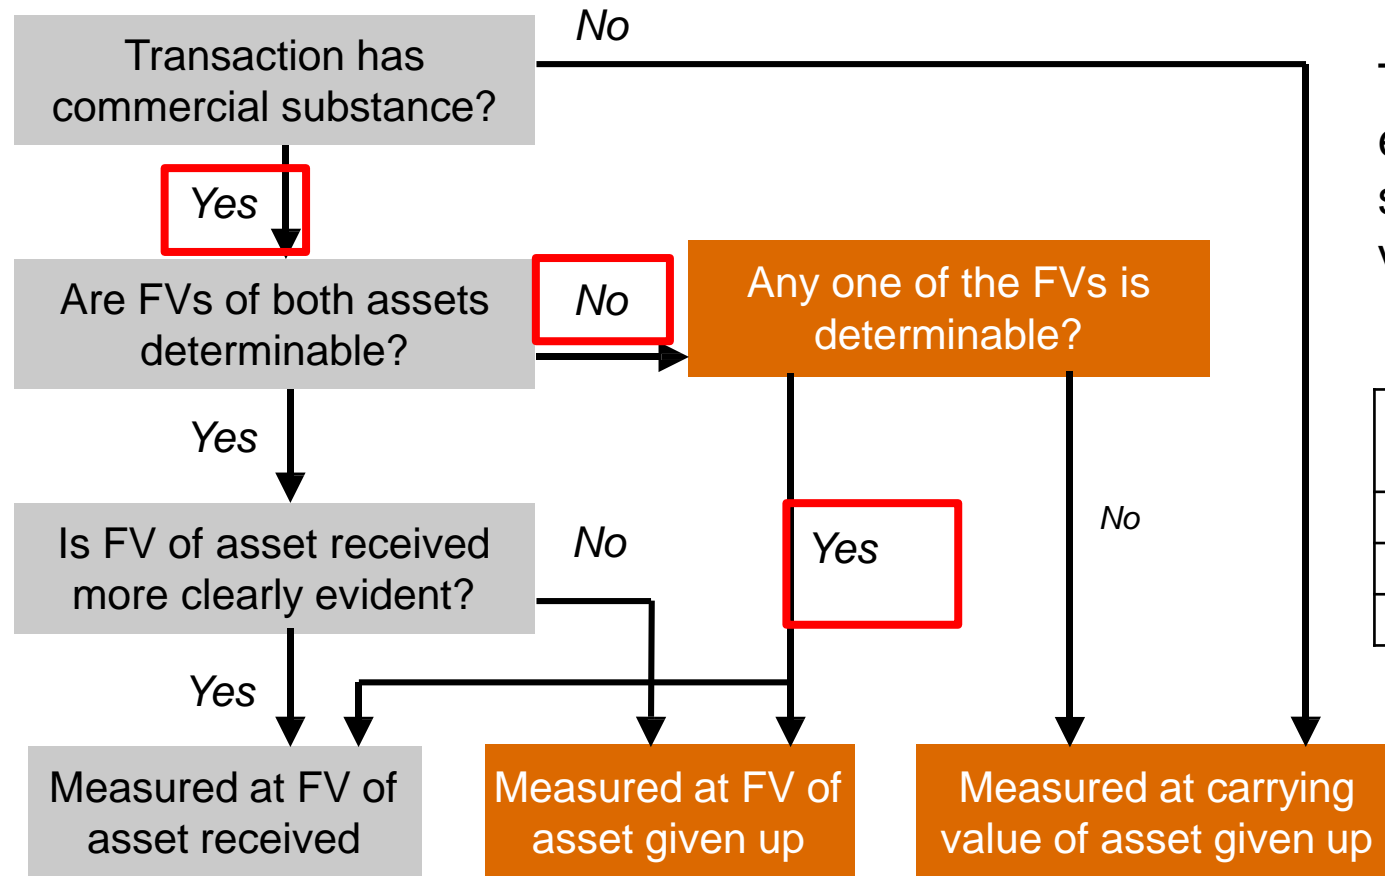 No
Transaction has
commercial substance?
Yes
Are FVs of both assets
determinable?
No
Any one of the FVs is
determinable?
Yes
Is FV of asset received
more clearly evident?
No
Yes
No
Yes
Measured at FV of
asset received
Measured at FV of
asset given up
Measured at carrying
value of asset given up